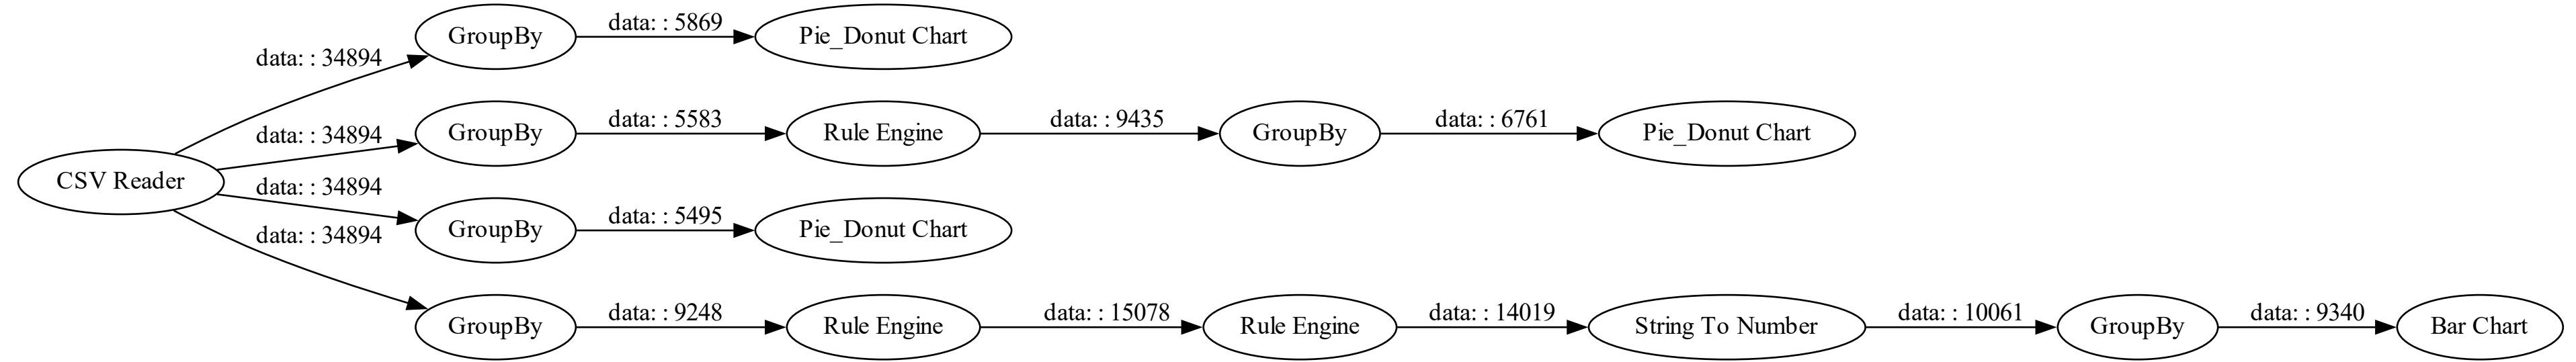 GroupBy data: : 5869 Pie_Donut Chart
data: : 34894
GroupBy data: : 5583 Rule Engine data: : 9435 GroupBy data: : 6761 Pie_Donut Chart
data: : 34894
CSV Reader
data: : 34894
GroupBy data: : 5495 Pie_Donut Chart
data: : 34894
GroupBy data: : 9248 Rule Engine data: : 15078 Rule Engine data: : 14019 String To Number data: : 10061 GroupBy data: : 9340 Bar Chart